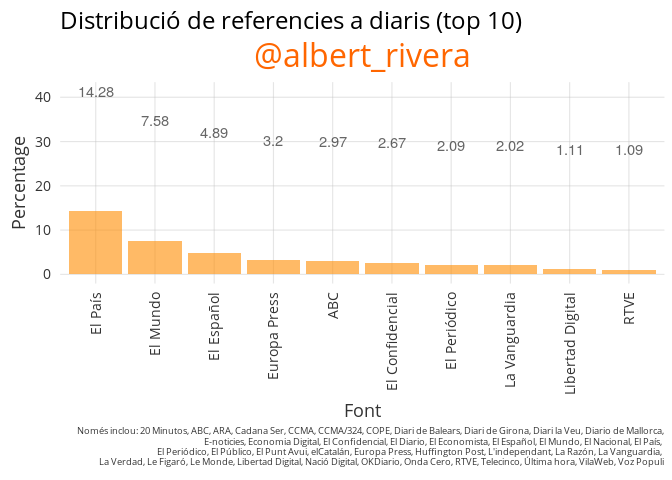 Distribució de referencies a diaris (top 10)
@albert_rivera
Percentage
40
30
20
10
0
14.28
7.58
4.89
3.2
2.97
2.67
2.09
2.02
1.11
1.09
El País
El Mundo
El Español
Europa Press
ABC
El Confidencial
El Periódico
La Vanguardia
Libertad Digital
RTVE
Font
Només inclou: 20 Minutos, ABC, ARA, Cadana Ser, CCMA, CCMA/324, COPE, Diari de Balears, Diari de Girona, Diari la Veu, Diario de Mallorca,
E-noticies, Economia Digital, El Confidencial, El Diario, El Economista, El Español, El Mundo, El Nacional, El País,
El Periódico, El Público, El Punt Avui, elCatalán, Europa Press, Huffington Post, L'independant, La Razón, La Vanguardia,
La Verdad, Le Figaró, Le Monde, Libertad Digital, Nació Digital, OKDiario, Onda Cero, RTVE, Telecinco, Última hora, VilaWeb, Voz Populi